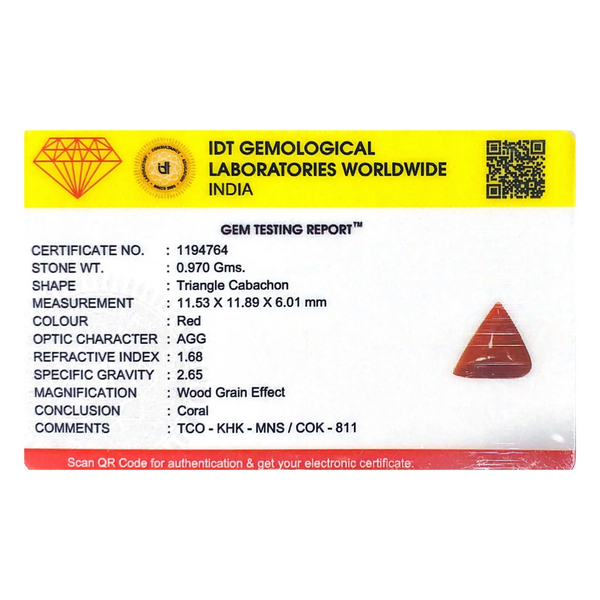 IDT GEMOLOGICAL
LABORATORIES WORLDWIDE
INDIA
GEM TESTING REPORT™
CERTIFICATE NO. : 1194764
STONE WT. : 0.970 Gms.
SHAPE : Triangle Cabachon
MEASUREMENT : 11.53 X 11.89 X 6.01 mm
COLOUR : Red
OPTIC CHARACTER : AGG
REFRACTIVE INDEX : 1.68
SPECIFIC GRAVITY : 2.65
MAGNIFICATION : Wood Grain Effect
CONCLUSION : Coral
COMMENTS : TCO - KHK - MNS / COK - 811
Scan QR Code for authentication & get your electronic certificate.